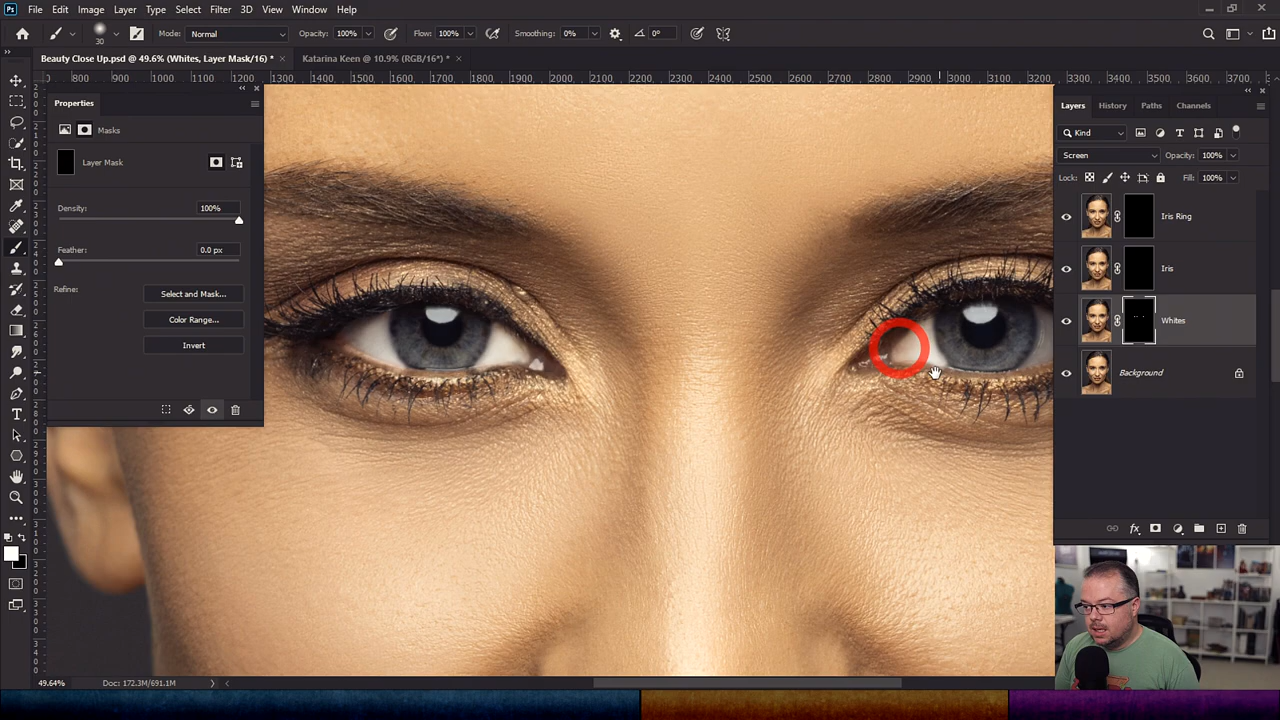 Ps File Edit Image Layer Type Select Filter 3D View Window Help
30 Mode: Normal Opacity: 100% Flow: 100% Smoothing: 0% 0°
Beauty Close Up.psd @ 49.6% (Whites, Layer Mask/16) * × Katarina Keen @ 10.9% (RGB/16*) * ×
0 800 900 1000 1100 1200 1300 1400 1500 1600 1700 1800 1900 2000 2100 2200 2300 2400 2500 2600 2700 2800 2900 3000 3100 3200 3300 3400 3500 3600 3700
Properties
Masks
Layer Mask
Density: 100%
Feather: 0.0 px
Refine: Select and Mask...
Color Range...
Invert
Layers History Paths Channels
Kind
Screen Opacity: 100%
Lock: Fill: 100%
Iris Ring
Iris
Whites
Background
fx
49.64% Doc: 172.3M/691.1M